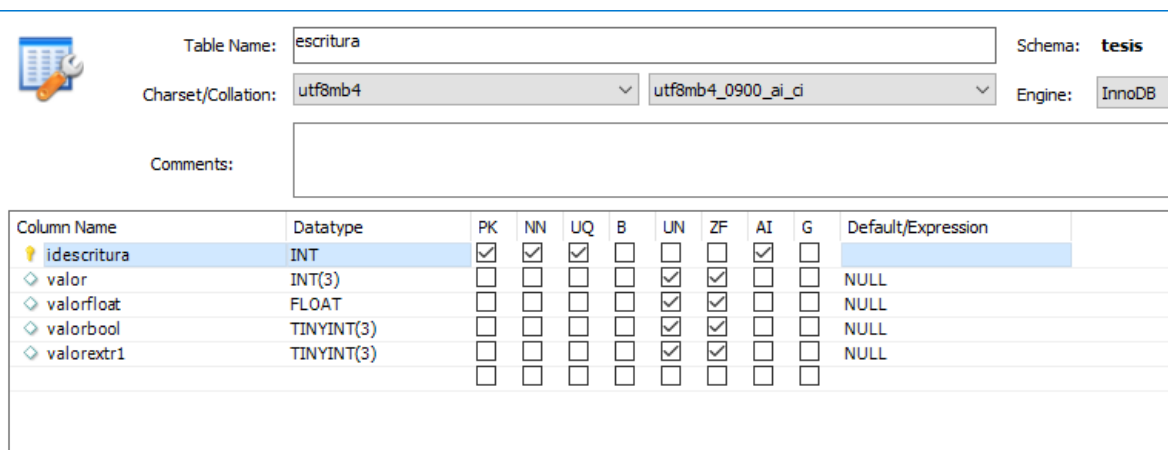 Table Name: escritura Schema: tesis
Charset/Collation: utf8mb4 utf8mb4_0900_ai_ci Engine: InnoDB
Comments:
Column Name Datatype PK NN UQ B UN ZF AI G Default/Expression
idescritura INT
valor INT(3) NULL
valorfloat FLOAT NULL
valorbool TINYINT(3) NULL
valorextr1 TINYINT(3) NULL